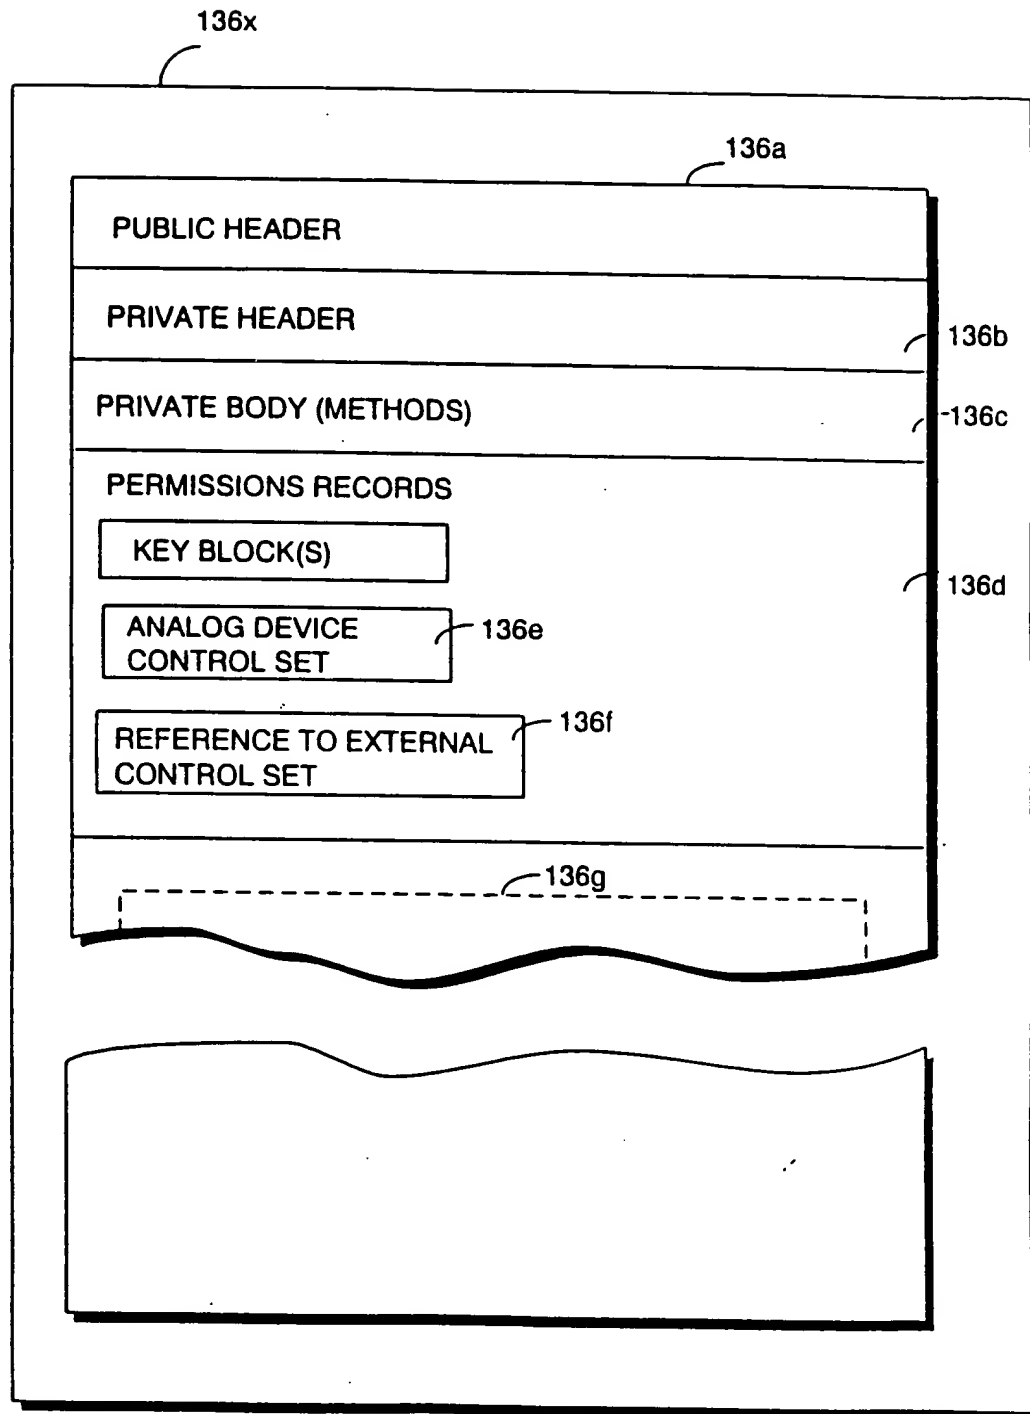 136x
136a
PUBLIC HEADER
PRIVATE HEADER
136b
PRIVATE BODY (METHODS)
136c
PERMISSIONS RECORDS
KEY BLOCK(S)
136d
ANALOG DEVICE
CONTROL SET
136e
REFERENCE TO EXTERNAL
CONTROL SET
136f
136g